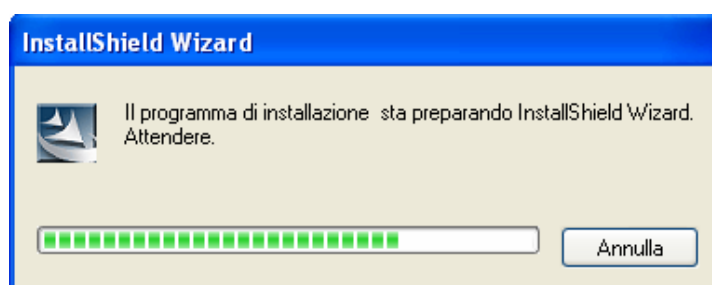 InstallShield Wizard
Il programma di installazione  sta preparando InstallShield Wizard.
Attendere.
Annulla